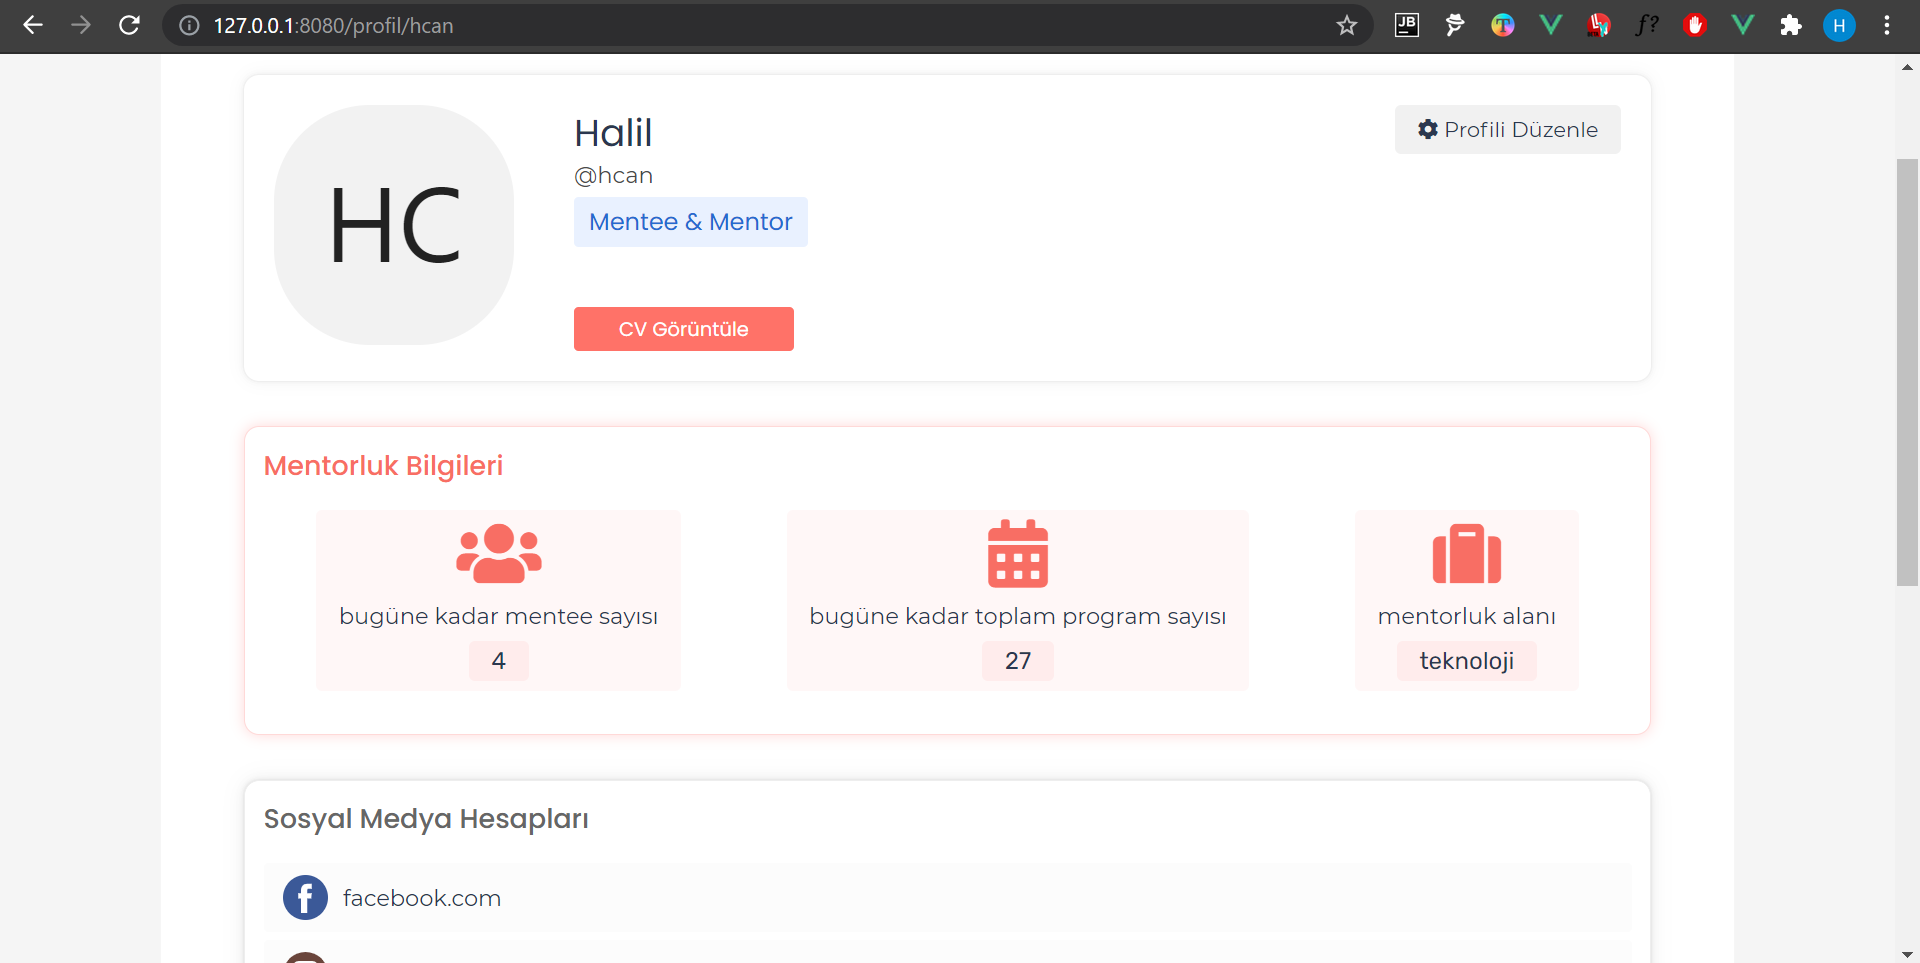 127.0.0.1:8080/profil/hcan
JB
T
f?
H
HC
Halil
@hcan
Mentee & Mentor
CV Görüntüle
Profili Düzenle
Mentorluk Bilgileri
bugüne kadar mentee sayısı
4
bugüne kadar toplam program sayısı
27
mentorluk alanı
teknoloji
Sosyal Medya Hesapları
f facebook.com